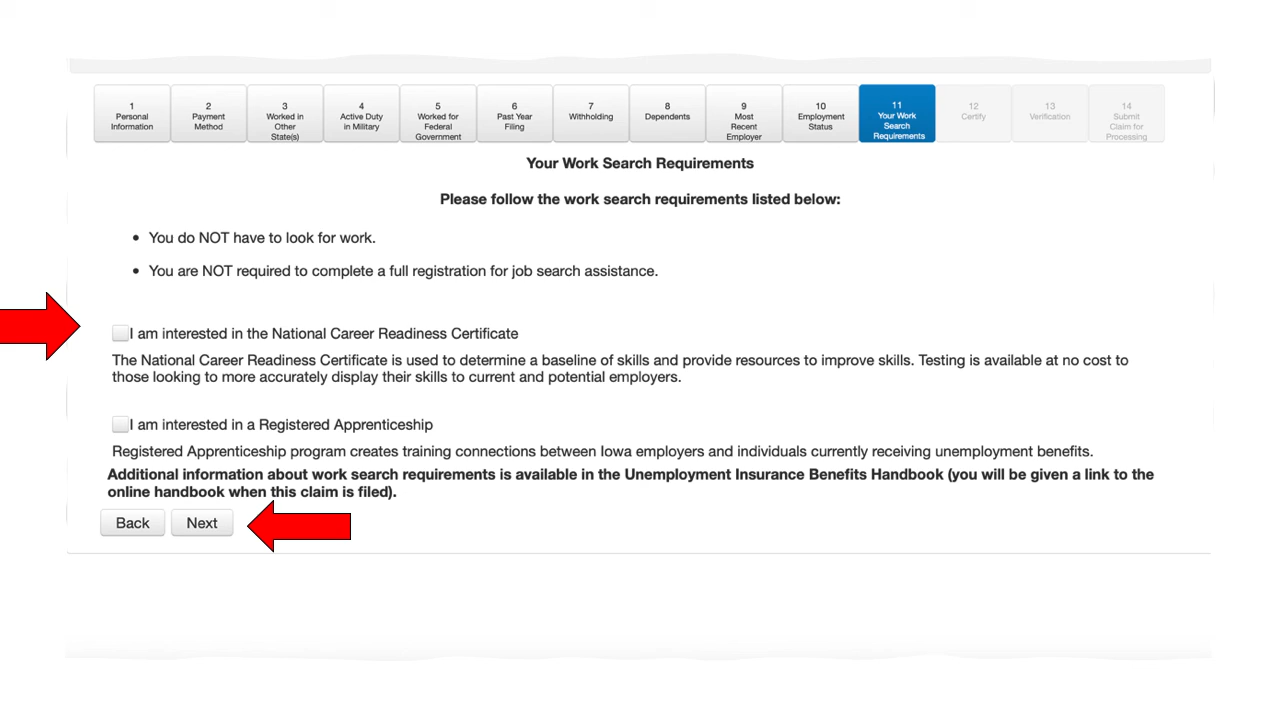 1
Personal
Information
2
Payment
Method
3
Worked in
Other
State(s)
4
Active Duty
in Military
5
Worked for
Federal
Government
6
Past Year
Filing
7
Withholding
8
Dependents
9
Most
Recent
Employer
10
Employment
Status
11
Your Work
Search
Requirements
12
Certify
13
Verification
14
Submit
Claim for
Processing
Your Work Search Requirements
Please follow the work search requirements listed below:
• You do NOT have to look for work.
• You are NOT required to complete a full registration for job search assistance.
I am interested in the National Career Readiness Certificate
The National Career Readiness Certificate is used to determine a baseline of skills and provide resources to improve skills. Testing is available at no cost to
those looking to more accurately display their skills to current and potential employers.
I am interested in a Registered Apprenticeship
Registered Apprenticeship program creates training connections between Iowa employers and individuals currently receiving unemployment benefits.
Additional information about work search requirements is available in the Unemployment Insurance Benefits Handbook (you will be given a link to the
online handbook when this claim is filed).
Back Next